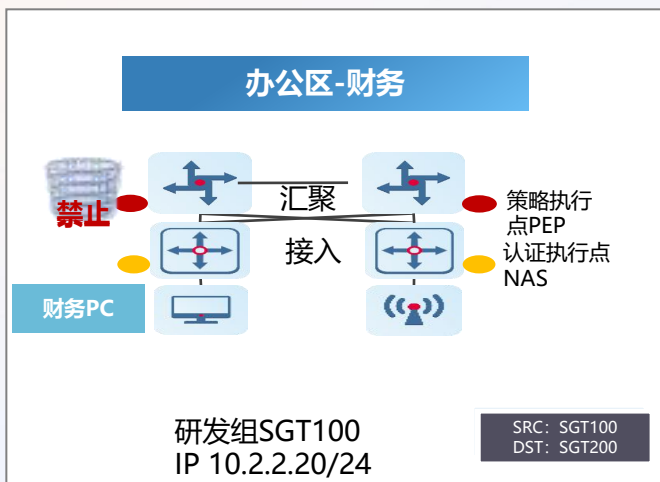 办公区-财务
禁止
汇聚
策略执行
点PEP
接入
认证执行点
NAS
财务PC
研发组SGT100
IP 10.2.2.20/24
SRC: SGT100
DST: SGT200